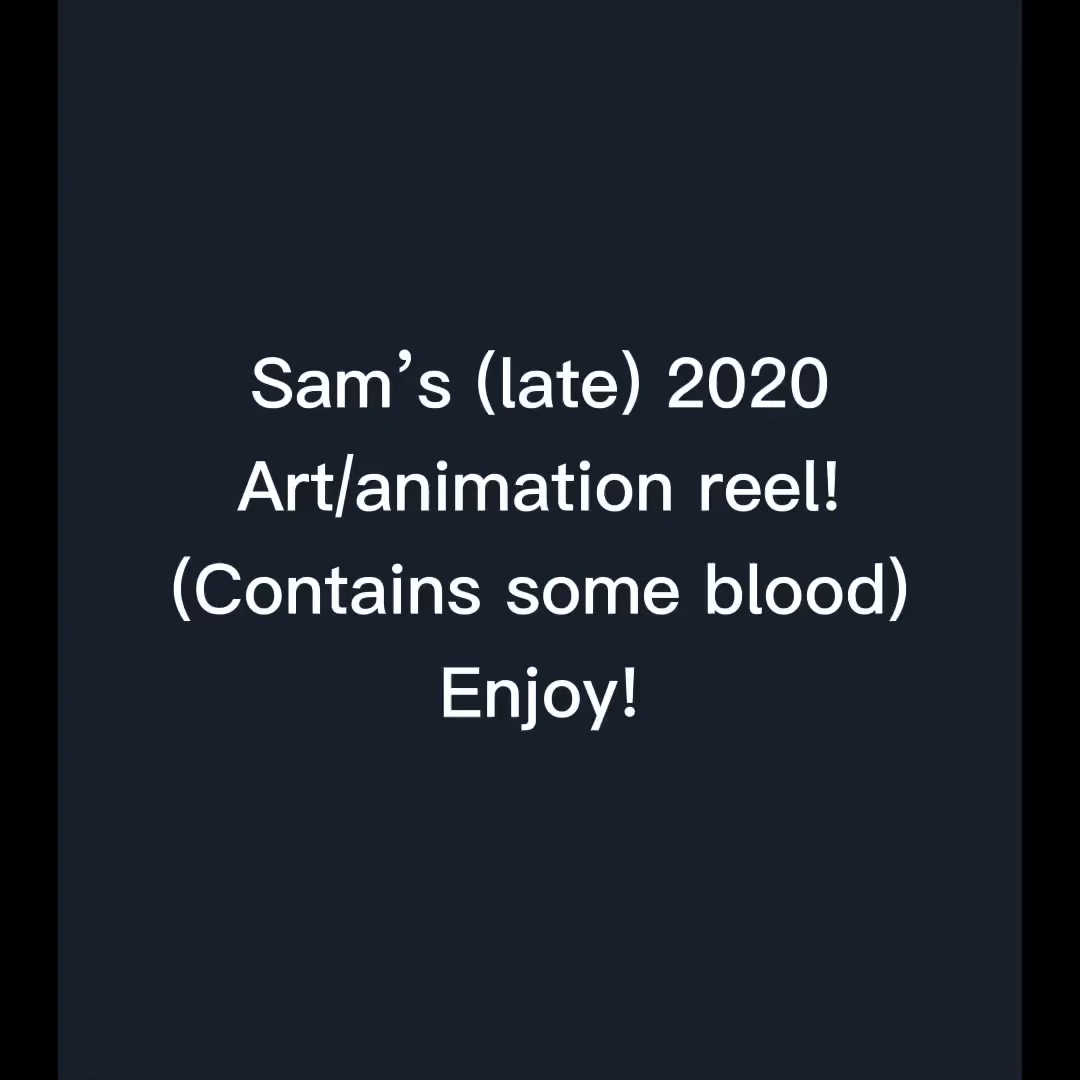 Sam’s (late) 2020
Art/animation reel!
(Contains some blood)
Enjoy!